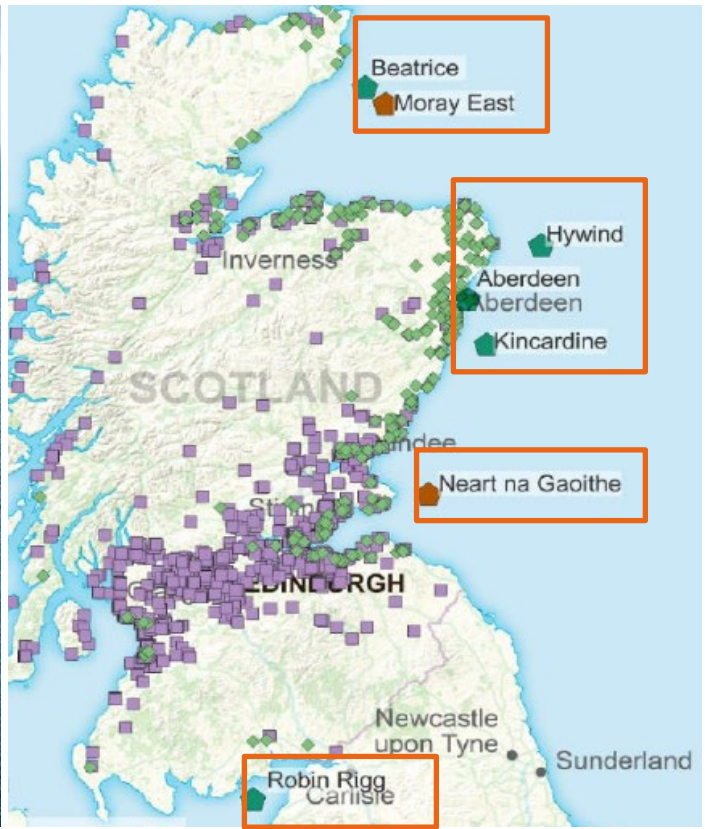 Beatrice
Moray East
Hywind
Inverness
Aberdeen
Aberdeen
Kincardine
SCOTLAND
Neart na Gaoithe
EDINBURGH
Newcastle
upon Tyne
Sunderland
Robin Rigg
Carlisle